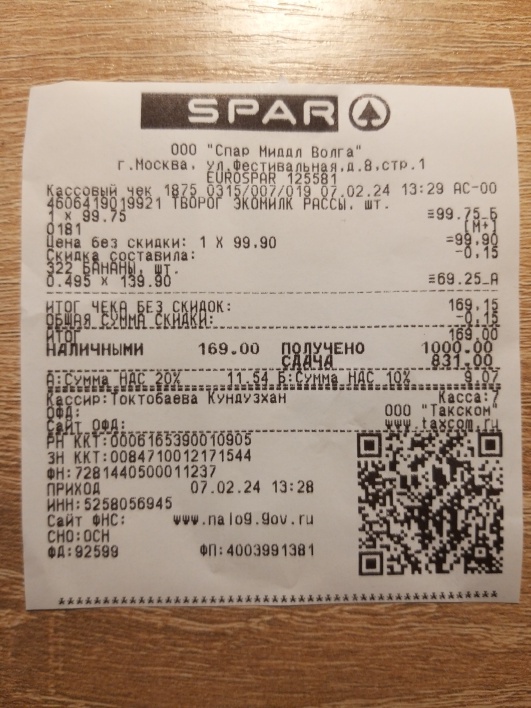 SPAR
ООО "Спар Миддл Волга"
г.Москва, ул.Фестивальная,д.8,стр.1
EUROSPAR 125581
Кассовый чек 1875 0315/007/019 07.02.24 13:29 АС-00
4606419019921 ТВОРОГ ЭКОМИЛК РАССЫ. шт.
1 X 99.75 ≡99.75_Б
0181 [М+]
Цена без скидки: 1 X 99.90 =99.90
Скидка составила: -0.15
322 БАНАНЫ, шт.
0.495 X 139.90 ≡69.25_А
ИТОГ ЧЕКА БЕЗ СКИДОК: 169.15
ОБЩАЯ СУММА СКИДКИ: -0.15
ИТОГ 169.00
НАЛИЧНЫМИ 169.00 ПОЛУЧЕНО 1000.00
СДАЧА 831.00
А:Сумма НДС 20% 11.54 Б:Сумма НДС 10% 9.07
Кассир:Токтобаева Кундузхан Касса:7
ОФД: ООО "Такском"
Сайт ОФД: www.taxcom.ru
РН ККТ:0006165390010905
ЗН ККТ:0084710012171544
ФН:7281440500011237
ПРИХОД 07.02.24 13:28
ИНН:5258056945
Сайт ФНС: www.nalog.gov.ru
СНО:ОСН
ФД:92599 ФП:4003991381